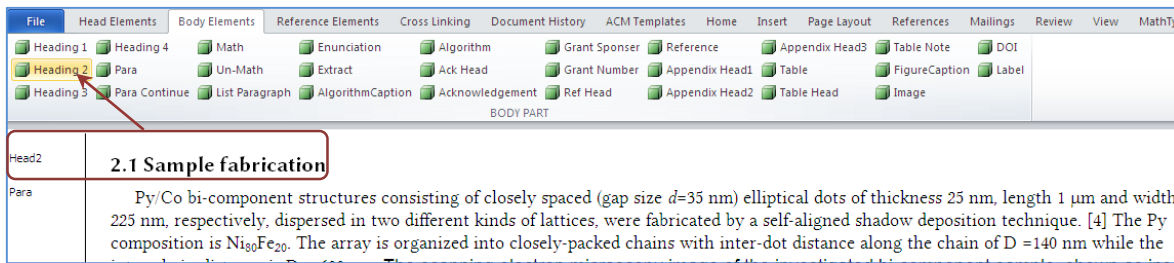 File Head Elements Body Elements Reference Elements Cross Linking Document History ACM Templates Home Insert Page Layout References Mailings Review View MathTy
Heading 1 Heading 4 Math Enunciation Algorithm Grant Sponser Reference Appendix Head3 Table Note DOI
Heading 2 Para Un-Math Extract Ack Head Grant Number Appendix Head1 Table FigureCaption Label
Heading 3 Para Continue List Paragraph AlgorithmCaption Acknowledgement Ref Head Appendix Head2 Table Head Image
BODY PART
Head2 2.1 Sample fabrication
Para Py/Co bi-component structures consisting of closely spaced (gap size d=35 nm) elliptical dots of thickness 25 nm, length 1 μm and width
225 nm, respectively, dispersed in two different kinds of lattices, were fabricated by a self-aligned shadow deposition technique. [4] The Py
composition is Ni₈₀Fe₂₀. The array is organized into closely-packed chains with inter-dot distance along the chain of D =140 nm while the